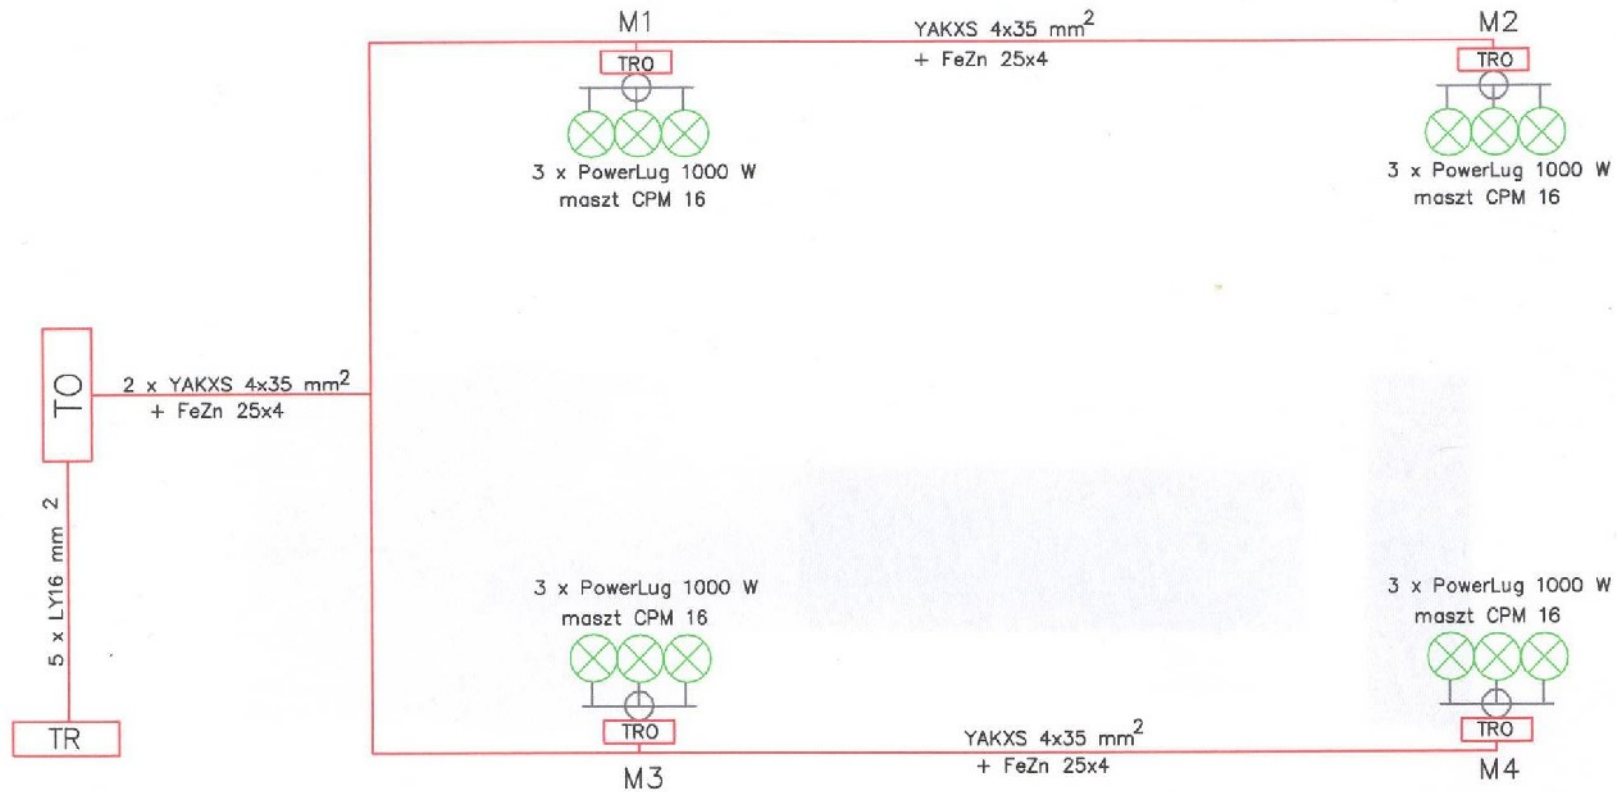 M1
YAKXS 4x35 mm2
+ FeZn 25x4
M2
TRO
TRO
3 x PowerLug 1000 W
maszt CPM 16
3 x PowerLug 1000 W
maszt CPM 16
TO
2 x YAKXS 4x35 mm2
+ FeZn 25x4
5 x LY16 mm 2
TR
3 x PowerLug 1000 W
maszt CPM 16
3 x PowerLug 1000 W
maszt CPM 16
TRO
TRO
M3
YAKXS 4x35 mm2
+ FeZn 25x4
M4